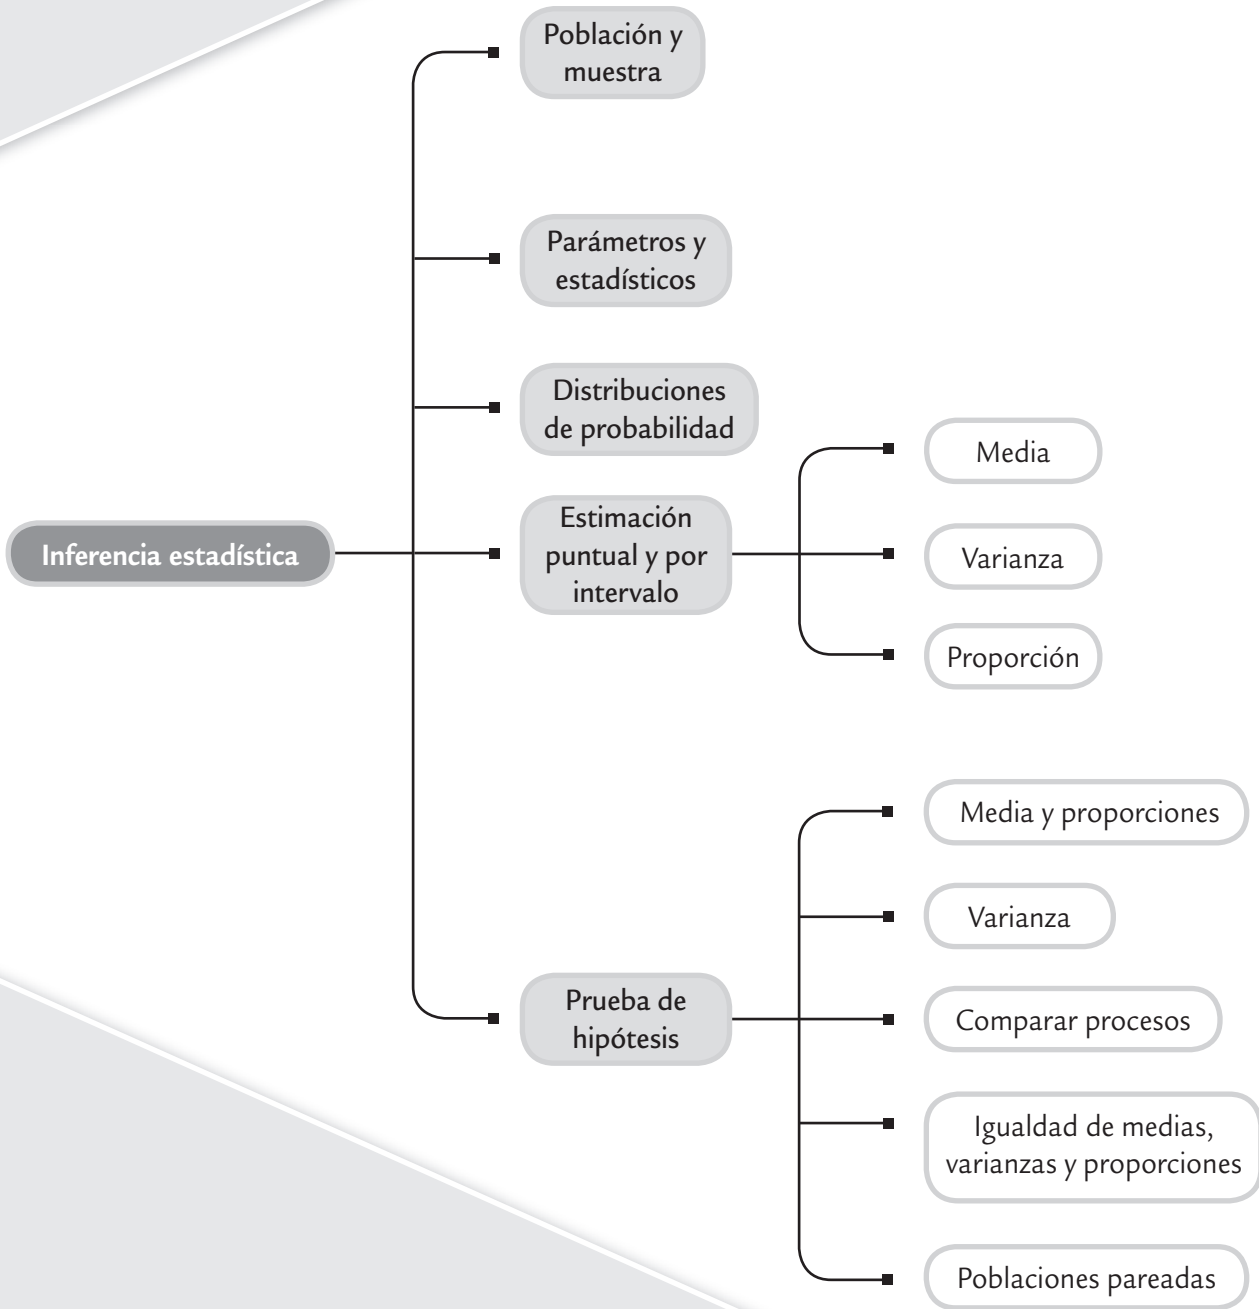 Población y
muestra
Parámetros y
estadísticos
Distribuciones
de probabilidad
Estimación
puntual y por
intervalo
Media
Varianza
Proporción
Inferencia estadística
Prueba de
hipótesis
Media y proporciones
Varianza
Comparar procesos
Igualdad de medias,
varianzas y proporciones
Poblaciones pareadas